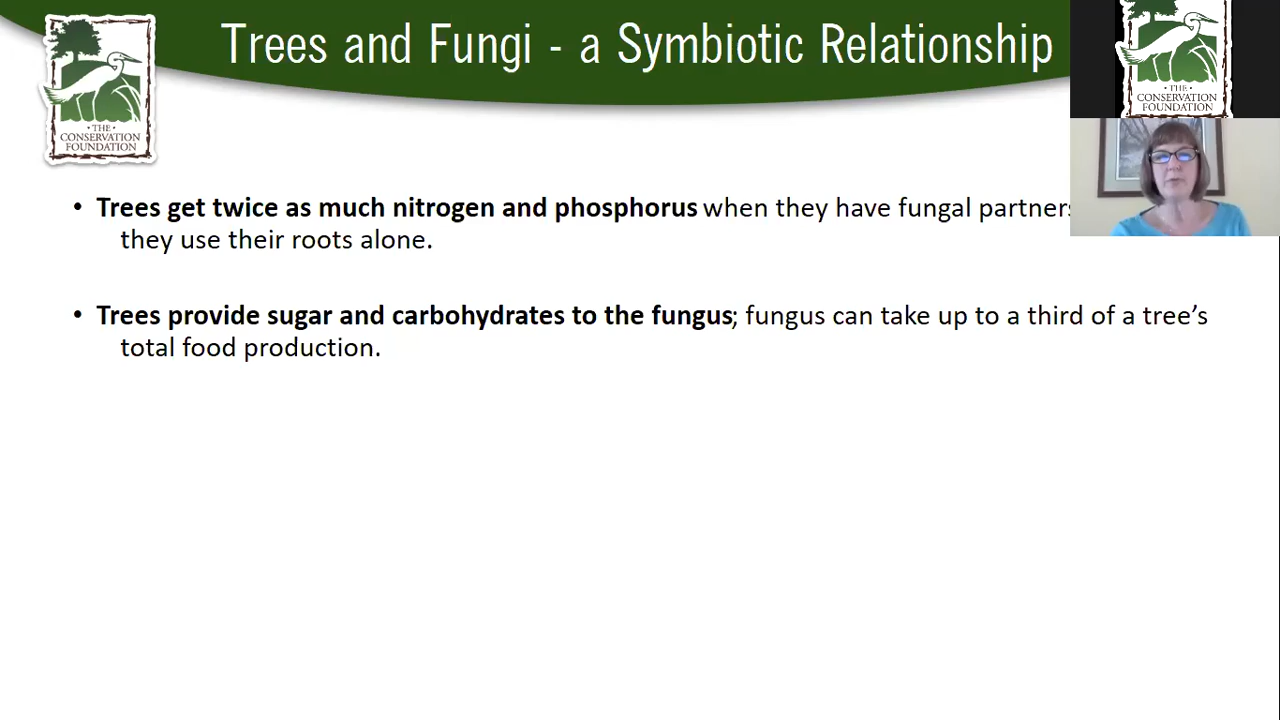 Trees and Fungi - a Symbiotic Relationship
• THE •
CONSERVATION
FOUNDATION
• THE •
CONSERVATION
FOUNDATION
• Trees get twice as much nitrogen and phosphorus when they have fungal partners
they use their roots alone.
• Trees provide sugar and carbohydrates to the fungus; fungus can take up to a third of a tree's
total food production.